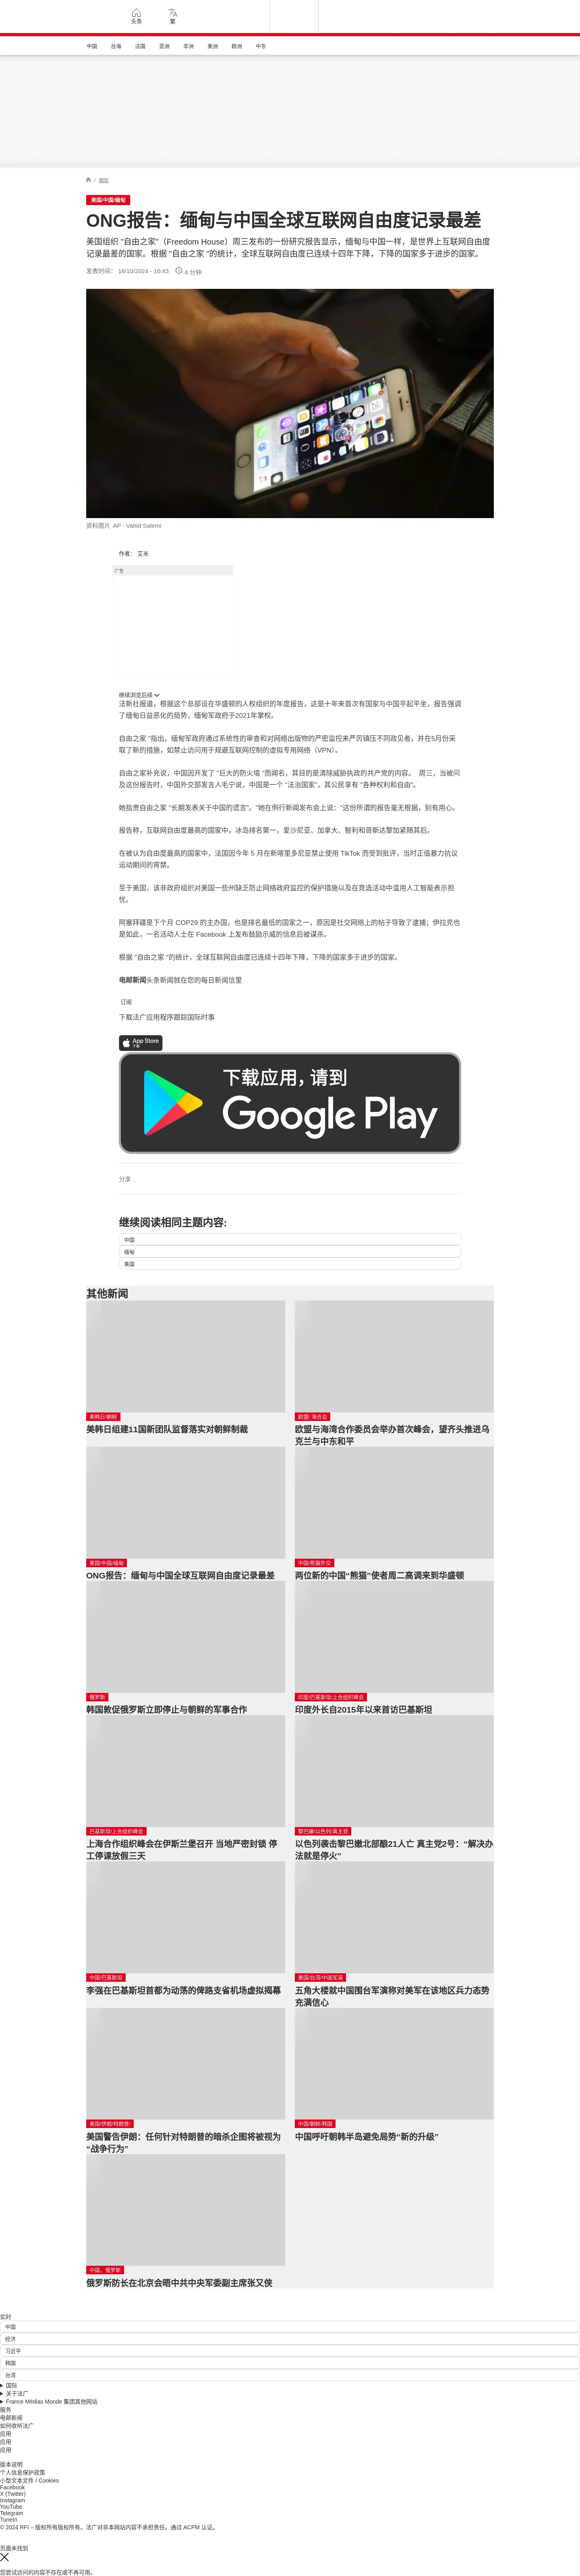 头条
繁
中国
台海
法国
亚洲
非洲
美洲
欧洲
中东
/ 国际
美国/中国/缅甸
ONG报告：缅甸与中国全球互联网自由度记录最差
美国组织 "自由之家"（Freedom House）周三发布的一份研究报告显示，缅甸与中国一样，是世界上互联网自由度
记录最差的国家。根据 "自由之家 "的统计，全球互联网自由度已连续十四年下降，下降的国家多于进步的国家。
发表时间： 16/10/2024 - 10:43
4 分钟
资料图片 AP - Vahid Salemi
作者： 艾米
广告
继续浏览后续
法新社报道，根据这个总部设在华盛顿的人权组织的年度报告，这是十年来首次有国家与中国平起平坐，报告强调
了缅甸日益恶化的局势，缅甸军政府于2021年掌权。
自由之家 "指出，缅甸军政府通过系统性的审查和对网络出版物的严密监控来严厉镇压不同政见者，并在5月份采
取了新的措施，如禁止访问用于规避互联网控制的虚拟专用网络（VPN）。
自由之家补充说，中国因开发了 "巨大的防火墙 "而闻名，其目的是清除威胁执政的共产党的内容。 周三，当被问
及这份报告时，中国外交部发言人毛宁说，中国是一个 "法治国家"，其公民享有 "各种权利和自由"。
她指责自由之家 "长期发表关于中国的谎言"。"她在例行新闻发布会上说："这份所谓的报告毫无根据，别有用心。
报告称，互联网自由度最高的国家中，冰岛排名第一，爱沙尼亚、加拿大、智利和哥斯达黎加紧随其后。
在被认为自由度最高的国家中，法国因今年 5 月在新喀里多尼亚禁止使用 TikTok 而受到批评，当时正值暴力抗议
运动期间的宵禁。
至于美国，该非政府组织对美国一些州缺乏防止网络政府监控的保护措施以及在竞选活动中滥用人工智能表示担
忧。
阿塞拜疆是下个月 COP29 的主办国，也是排名最低的国家之一，原因是社交网络上的帖子导致了逮捕；伊拉克也
是如此，一名活动人士在 Facebook 上发布鼓励示威的信息后被谋杀。
根据 "自由之家 "的统计，全球互联网自由度已连续十四年下降，下降的国家多于进步的国家。
电邮新闻头条新闻就在您的每日新闻信里
订阅
下载法广应用程序跟踪国际时事
App Store
下载
下载应用，请到
Google Play
分享 :
继续阅读相同主题内容:
中国
缅甸
美国
其他新闻
美韩日/朝鲜
美韩日组建11国新团队监督落实对朝鲜制裁
欧盟/ 海合会
欧盟与海湾合作委员会举办首次峰会，望齐头推进乌
克兰与中东和平
美国/中国/缅甸
ONG报告：缅甸与中国全球互联网自由度记录最差
中国/熊猫外交
两位新的中国“熊猫”使者周二高调来到华盛顿
俄罗斯
韩国敦促俄罗斯立即停止与朝鲜的军事合作
印度/巴基斯坦/上合组织峰会
印度外长自2015年以来首访巴基斯坦
巴基斯坦/上合组织峰会
上海合作组织峰会在伊斯兰堡召开 当地严密封锁 停
工停课放假三天
黎巴嫩/以色列/真主党
以色列袭击黎巴嫩北部酿21人亡 真主党2号：“解决办
法就是停火”
中国/巴基斯坦
李强在巴基斯坦首都为动荡的俾路支省机场虚拟揭幕
美国/台湾/中国军演
五角大楼就中国围台军演称对美军在该地区兵力态势
充满信心
美国/伊朗/特朗普/
美国警告伊朗：任何针对特朗普的暗杀企图将被视为
“战争行为”
中国/朝鲜/韩国
中国呼吁朝韩半岛避免局势“新的升级”
中国，俄罗斯
俄罗斯防长在北京会晤中共中央军委副主席张又侠
实时
中国
经济
习近平
韩国
台湾
国际
关于法广
France Médias Monde 集团其他网站
服务
电邮新闻
如何收听法广
应用
应用
应用
版本说明
个人信息保护政策
小型文本文件 / Cookies
Facebook
X (Twitter)
Instagram
YouTube
Telegram
TuneIn
© 2024 RFI – 版权所有版权所有。法广对非本网站内容不承担责任。通过 ACPM 认证。
页面未找到
您尝试访问的内容不存在或不再可用。